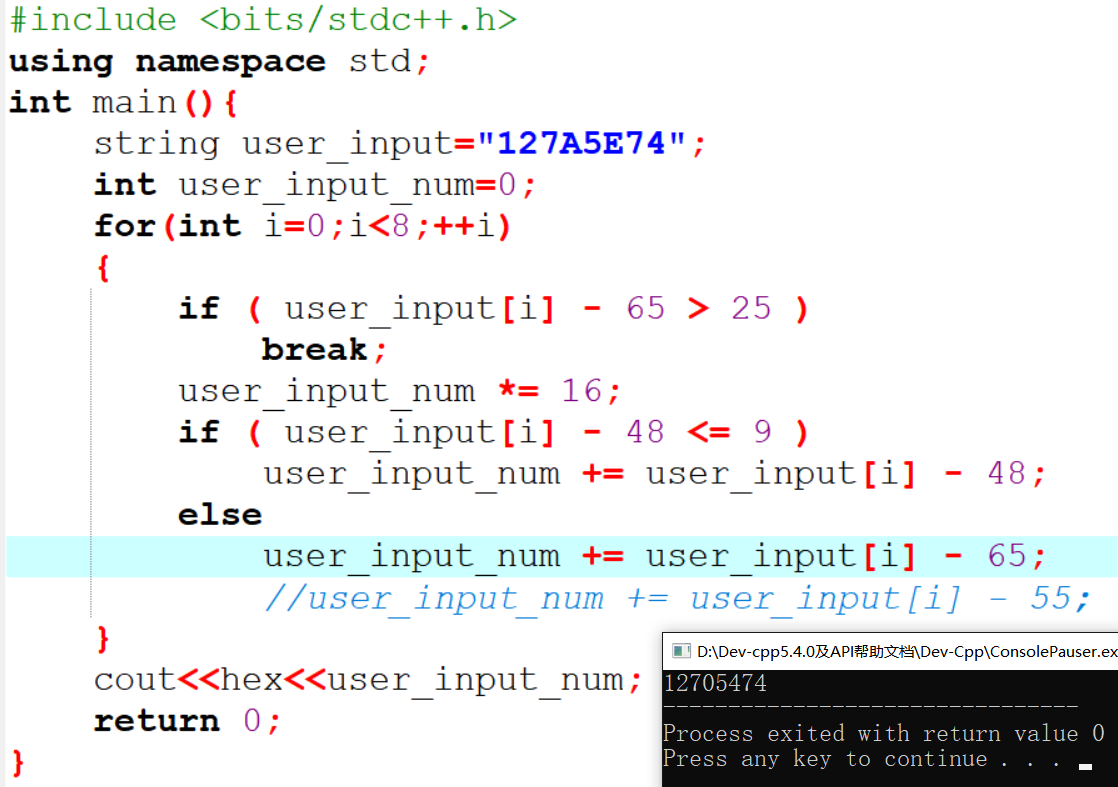 #include <bits/stdc++.h>
using namespace std;
int main(){
    string user_input="127A5E74";
    int user_input_num=0;
    for(int i=0;i<8;++i)
    {
        if ( user_input[i] - 65 > 25 )
            break;
        user_input_num *= 16;
        if ( user_input[i] - 48 <= 9 )
            user_input_num += user_input[i] - 48;
        else
            user_input_num += user_input[i] - 65;
            //user_input_num += user_input[i] - 55;
    }
    cout<<hex<<user_input_num;
    return 0;
}
D:\Dev-cpp5.4.0及API帮助文档\Dev-Cpp\ConsolePauser.ex
12705474
--------------------------------
Process exited with return value 0
Press any key to continue . . .